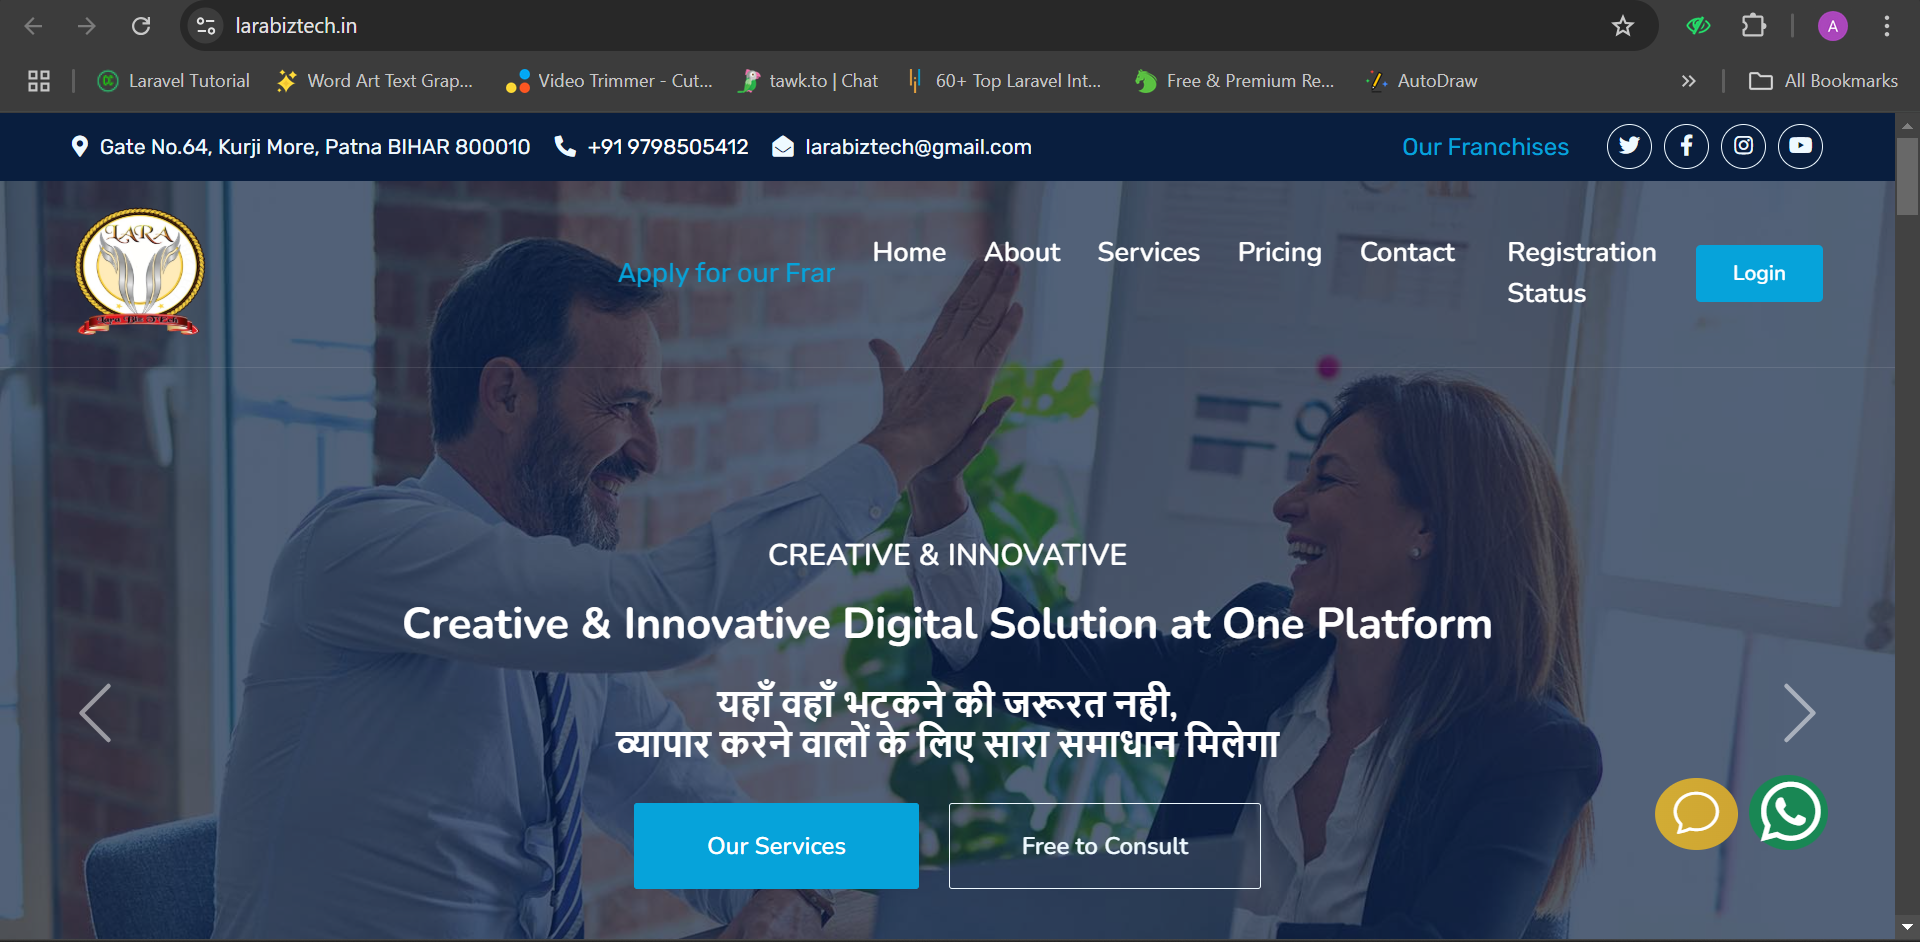 larabiztech.in
A
Laravel Tutorial
Word Art Text Grap...
Video Trimmer - Cut...
tawk.to | Chat
60+ Top Laravel Int...
Free & Premium Re...
AutoDraw
All Bookmarks
Gate No.64, Kurji More, Patna BIHAR 800010
+91 9798505412
larabiztech@gmail.com
Our Franchises
LARA
Lara Biz Tech
Apply for our Frar
Home
About
Services
Pricing
Contact
Registration
Status
Login
CREATIVE & INNOVATIVE
Creative & Innovative Digital Solution at One Platform
यहाँ वहाँ भटकने की जरूरत नही,
व्यापार करने वालों के लिए सारा समाधान मिलेगा
Our Services
Free to Consult